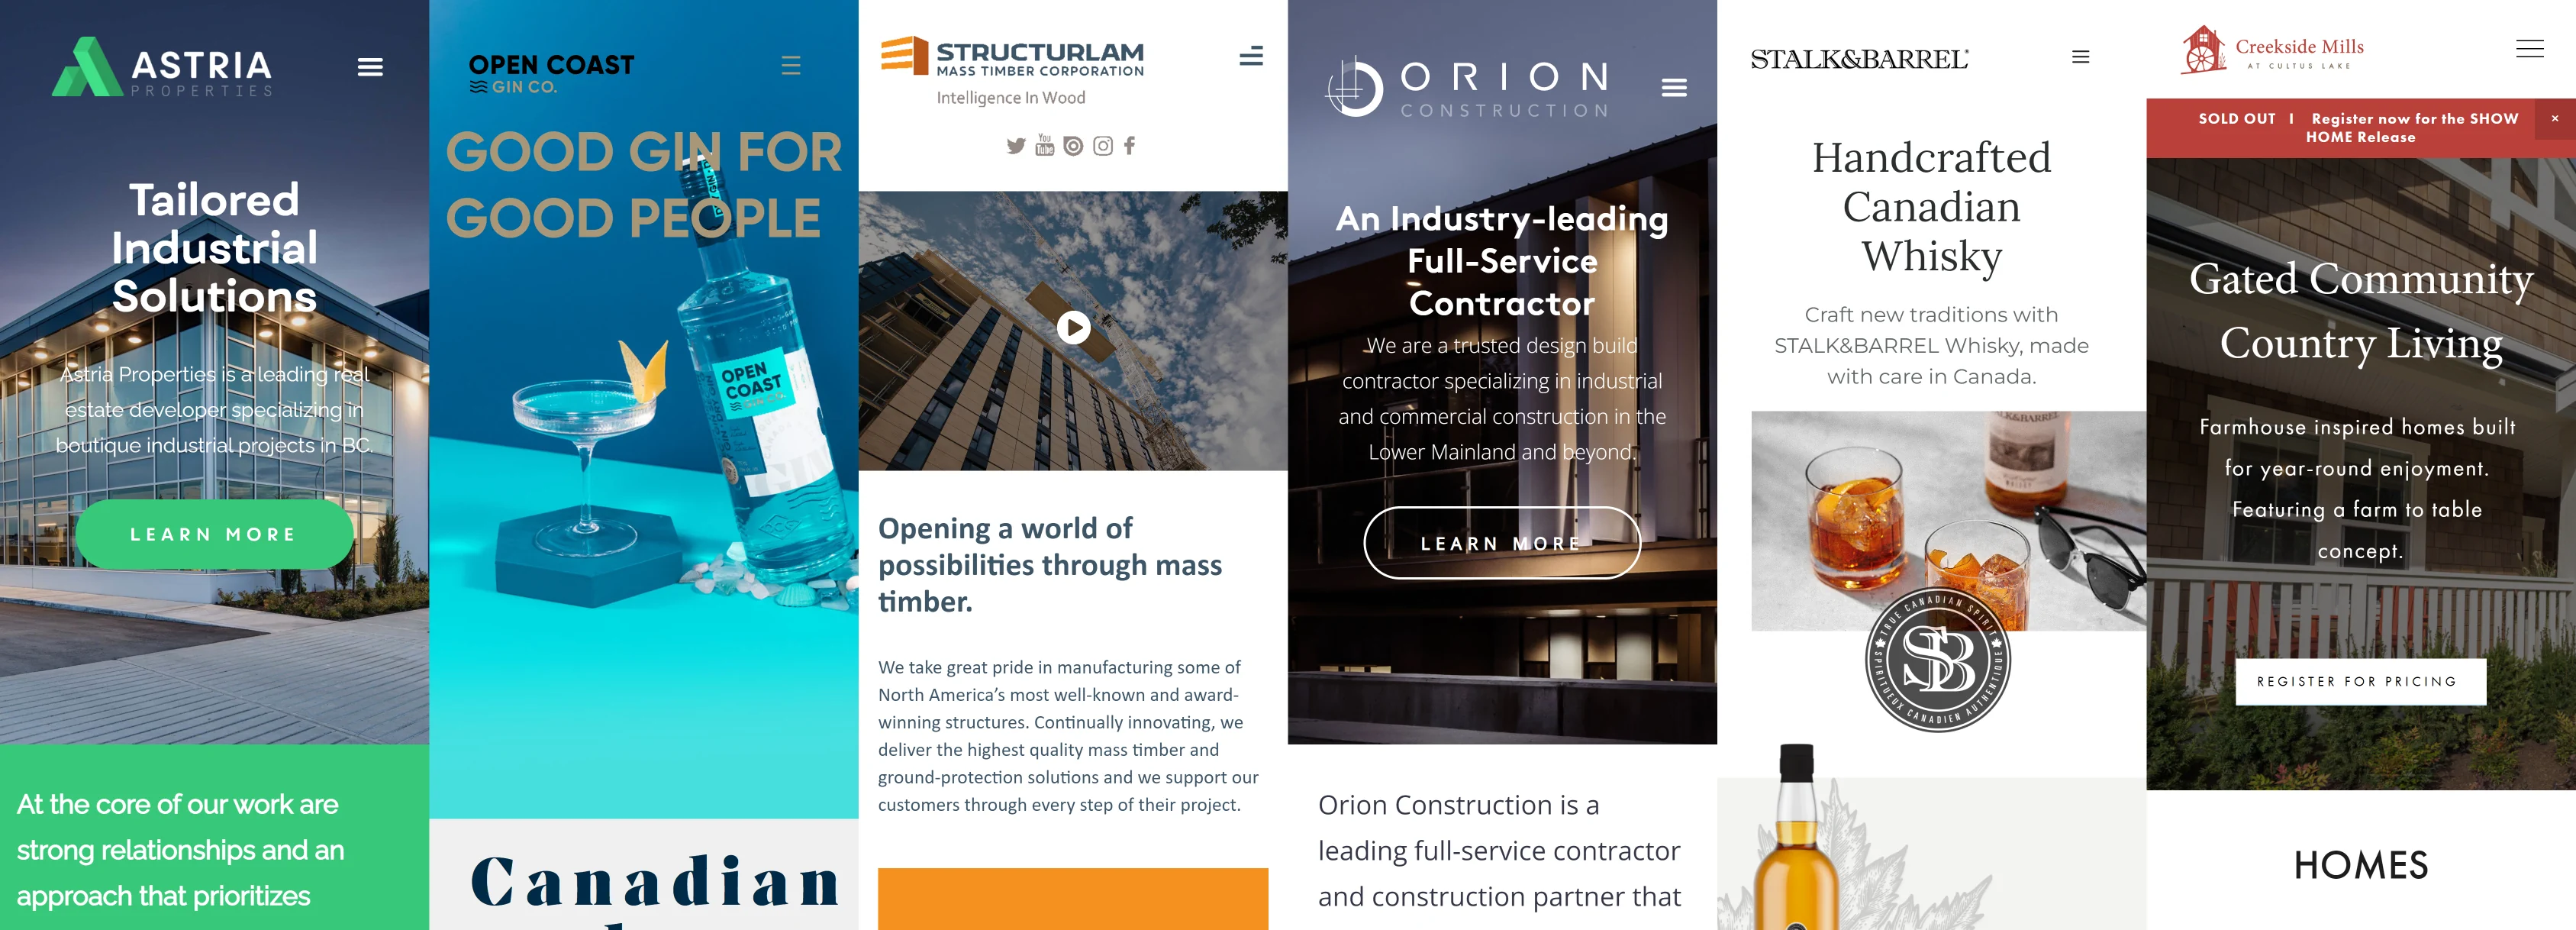 ASTRIA
PROPERTIES
Tailored
Industrial
Solutions
Astria Properties is a leading real
estate developer specializing in
boutique industrial projects in BC.
LEARN MORE
At the core of our work are
strong relationships and an
approach that prioritizes
OPEN COAST
GIN CO.
GOOD GIN FOR
GOOD PEOPLE
OPEN
COAST
GIN CO.
Canadian
STRUCTURLAM
MASS TIMBER CORPORATION
Intelligence In Wood
You
Tube
Opening a world of
possibilities through mass
timber.
We take great pride in manufacturing some of
North America's most well-known and award-
winning structures. Continually innovating, we
deliver the highest quality mass timber and
ground-protection solutions and we support our
customers through every step of their project.
ORION
CONSTRUCTION
An Industry-leading
Full-Service
Contractor
We are a trusted design build
contractor specializing in industrial
and commercial construction in the
Lower Mainland and beyond.
LEARN MORE
Orion Construction is a
leading full-service contractor
and construction partner that
STALK&BARREL®
Handcrafted
Canadian
Whisky
Craft new traditions with
STALK&BARREL Whisky, made
with care in Canada.
TRUE CANADIAN SPIRIT
SB
SPIRITUEUX CANADIEN AUTHENTIQUE
Creekside Mills
AT CULTUS LAKE
SOLD OUT | Register now for the SHOW
HOME Release
×
Gated Community
Country Living
Farmhouse inspired homes built
for year-round enjoyment.
Featuring a farm to table
concept.
REGISTER FOR PRICING
HOMES